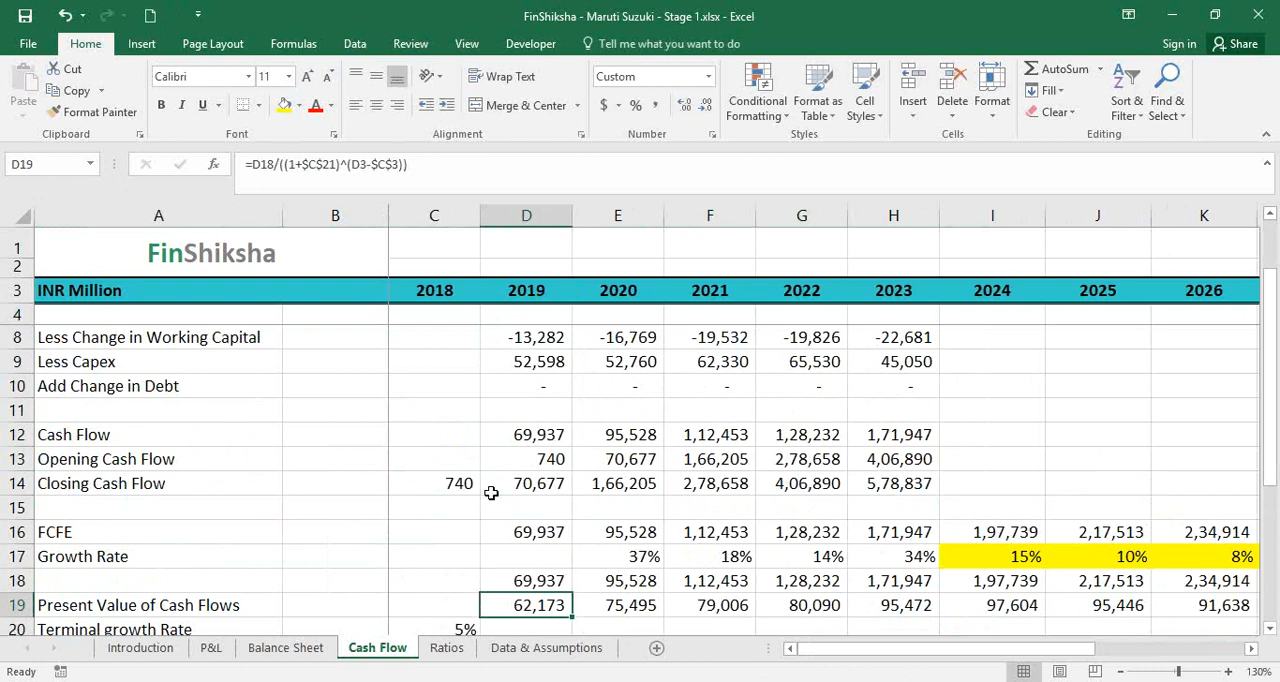 FinShiksha - Maruti Suzuki - Stage 1.xlsx - Excel
File Home Insert Page Layout Formulas Data Review View Developer Tell me what you want to do Sign in Share
Paste Cut Copy Format Painter
Calibri 11 B I U
Wrap Text Merge & Center
Custom $ % ,
Conditional Formatting Format as Table Cell Styles
Insert Delete Format
AutoSum Fill Clear Sort & Filter Find & Select
Clipboard Font Alignment Number Styles Cells Editing
D19 fx =D18/((1+$C$21)^(D3-$C$3))
A B C D E F G H I J K
1 FinShiksha
2
3 INR Million 2018 2019 2020 2021 2022 2023 2024 2025 2026
4
8 Less Change in Working Capital -13,282 -16,769 -19,532 -19,826 -22,681
9 Less Capex 52,598 52,760 62,330 65,530 45,050
10 Add Change in Debt - - - - -
11
12 Cash Flow 69,937 95,528 1,12,453 1,28,232 1,71,947
13 Opening Cash Flow 740 70,677 1,66,205 2,78,658 4,06,890
14 Closing Cash Flow 740 70,677 1,66,205 2,78,658 4,06,890 5,78,837
15
16 FCFE 69,937 95,528 1,12,453 1,28,232 1,71,947 1,97,739 2,17,513 2,34,914
17 Growth Rate 37% 18% 14% 34% 15% 10% 8%
18 69,937 95,528 1,12,453 1,28,232 1,71,947 1,97,739 2,17,513 2,34,914
19 Present Value of Cash Flows 62,173 75,495 79,006 80,090 95,472 97,604 95,446 91,638
20 Terminal growth Rate 5%
Introduction P&L Balance Sheet Cash Flow Ratios Data & Assumptions
Ready 130%